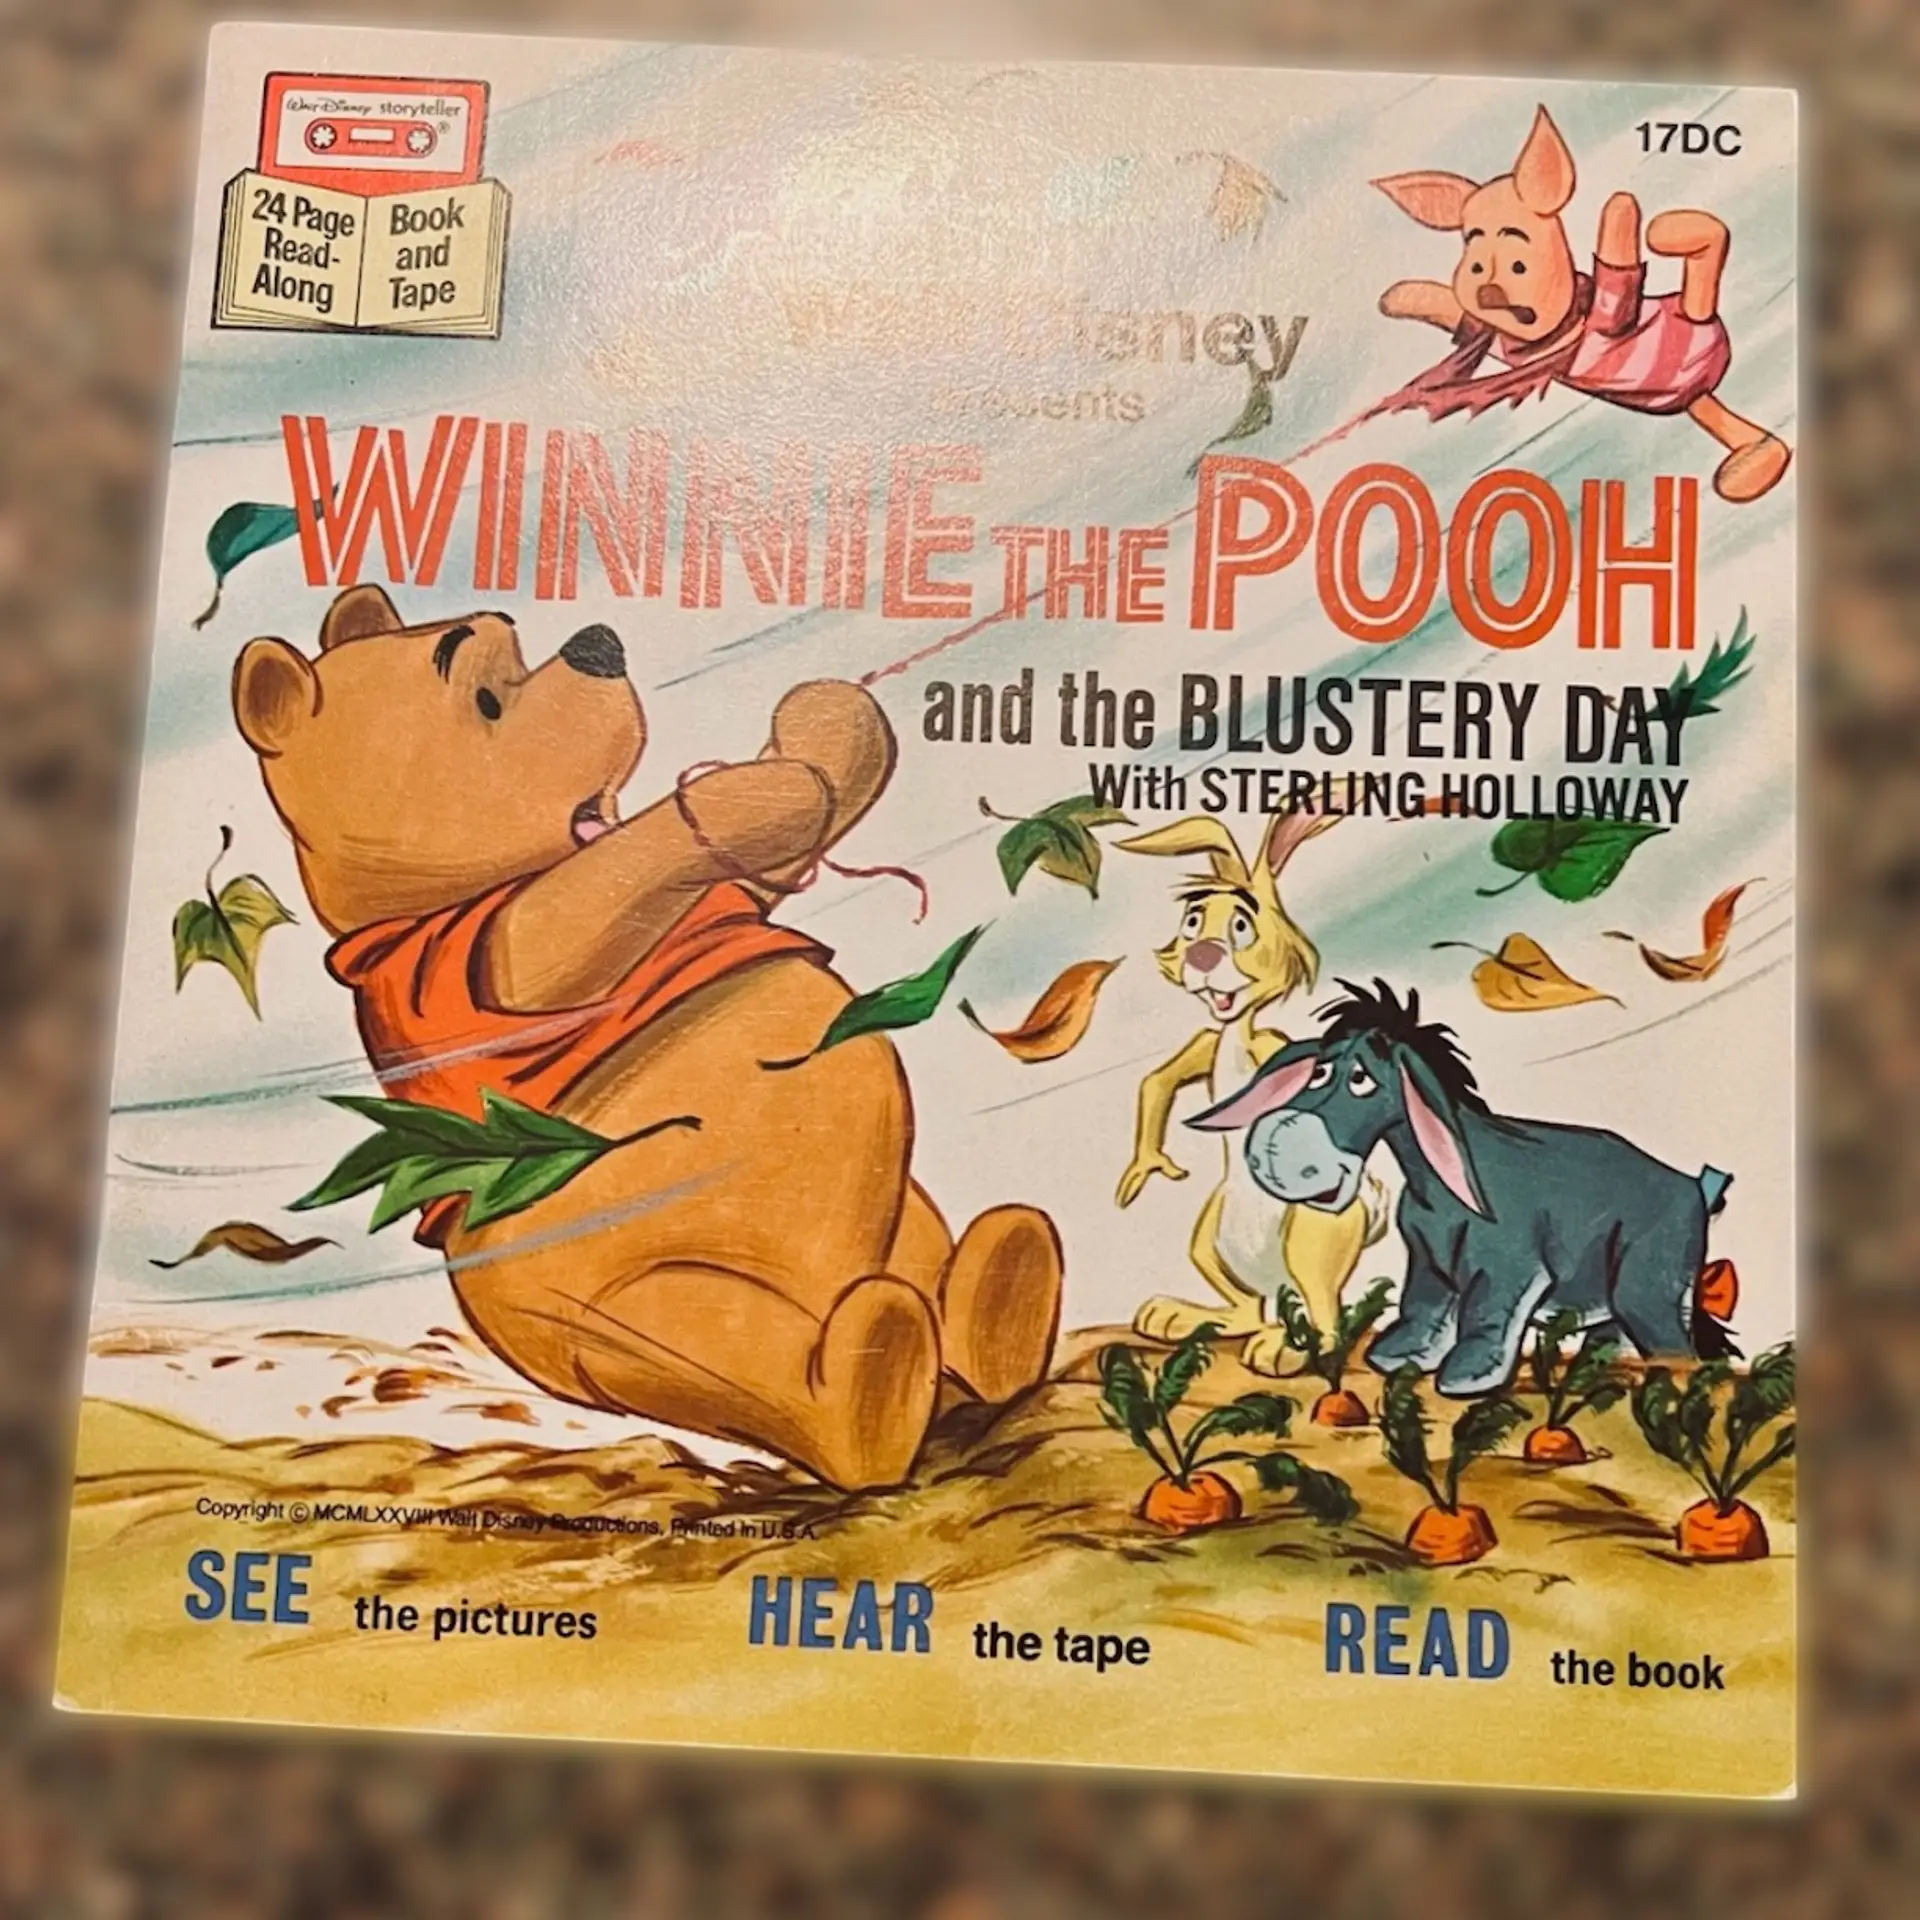 Walt Disney storyteller®
24 Page Read-Along
Book and Tape
17DC
Disney
presents
WINNIE THE POOH
and the BLUSTERY DAY
With STERLING HOLLOWAY
Copyright © MCMLXXVIII Walt Disney Productions, Printed in U.S.A.
SEE the pictures
HEAR the tape
READ the book